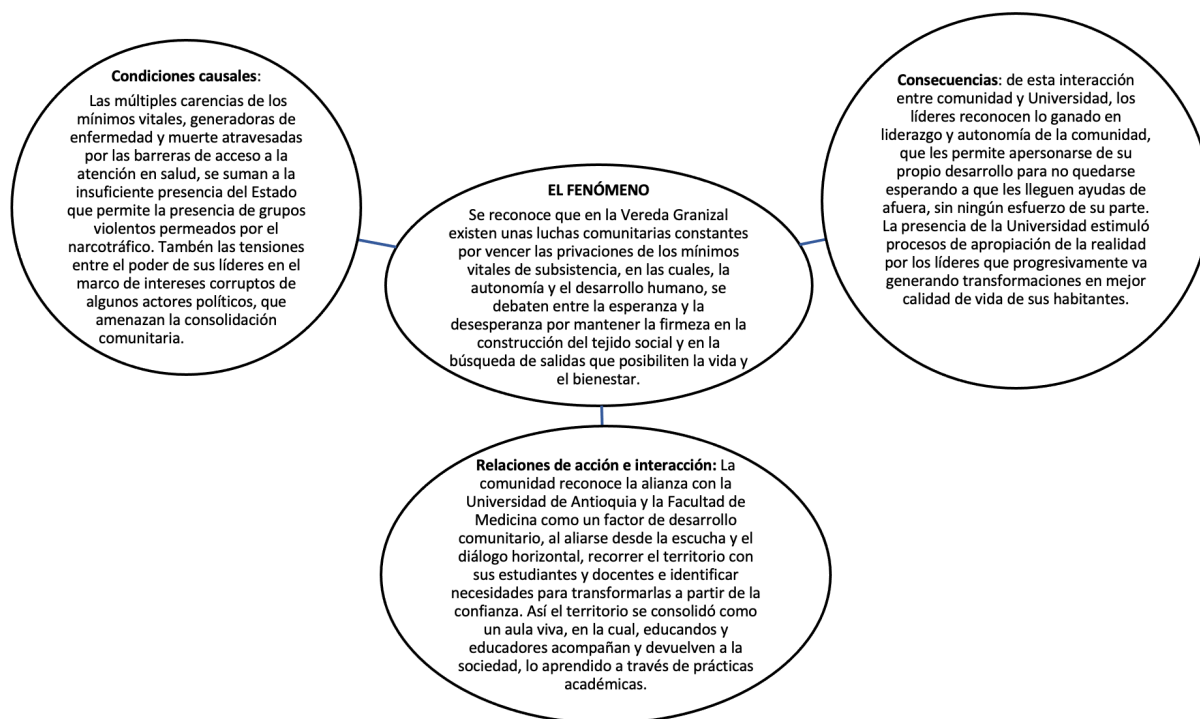 Condiciones causales:
Las múltiples carencias de los
mínimos vitales, generadoras de
enfermedad y muerte atravesadas
por las barreras de acceso a la
atención en salud, se suman a la
insuficiente presencia del Estado
que permite la presencia de grupos
violentos permeados por el
narcotráfico. Tambén las tensiones
entre el poder de sus líderes en el
marco de intereses corruptos de
algunos actores políticos, que
amenazan la consolidación
comunitaria.
EL FENÓMENO
Se reconoce que en la Vereda Granizal
existen unas luchas comunitarias constantes
por vencer las privaciones de los mínimos
vitales de subsistencia, en las cuales, la
autonomía y el desarrollo humano, se
debaten entre la esperanza y la
desesperanza por mantener la firmeza en la
construcción del tejido social y en la
búsqueda de salidas que posibiliten la vida y
el bienestar.
Consecuencias: de esta interacción
entre comunidad y Universidad, los
líderes reconocen lo ganado en
liderazgo y autonomía de la comunidad,
que les permite apersonarse de su
propio desarrollo para no quedarse
esperando a que les lleguen ayudas de
afuera, sin ningún esfuerzo de su parte.
La presencia de la Universidad estimuló
procesos de apropiación de la realidad
por los líderes que progresivamente va
generando transformaciones en mejor
calidad de vida de sus habitantes.
Relaciones de acción e interacción: La
comunidad reconoce la alianza con la
Universidad de Antioquia y la Facultad de
Medicina como un factor de desarrollo
comunitario, al aliarse desde la escucha y el
diálogo horizontal, recorrer el territorio con
sus estudiantes y docentes e identificar
necesidades para transformarlas a partir de la
confianza. Así el territorio se consolidó como
un aula viva, en la cual, educandos y
educadores acompañan y devuelven a la
sociedad, lo aprendido a través de prácticas
académicas.